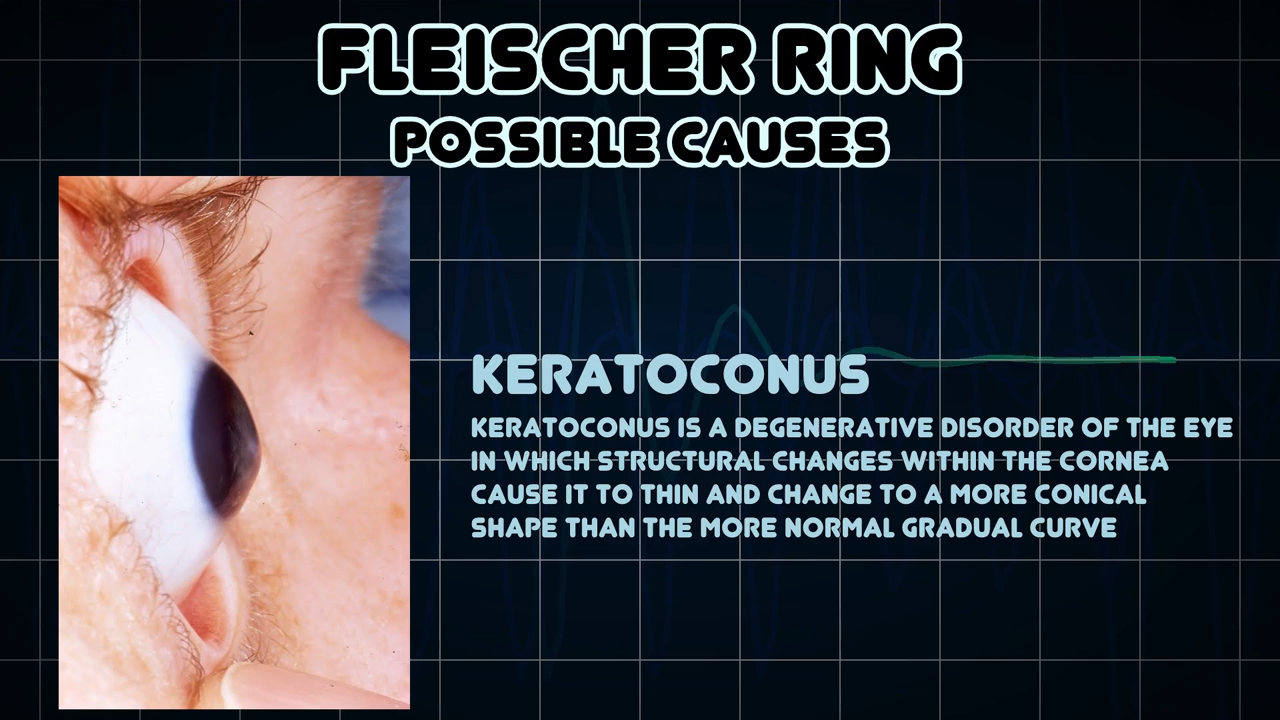 FLEISCHER RING
POSSIBLE CAUSES
KERATOCONUS
KERATOCONUS IS A DEGENERATIVE DISORDER OF THE EYE
IN WHICH STRUCTURAL CHANGES WITHIN THE CORNEA
CAUSE IT TO THIN AND CHANGE TO A MORE CONICAL
SHAPE THAN THE MORE NORMAL GRADUAL CURVE